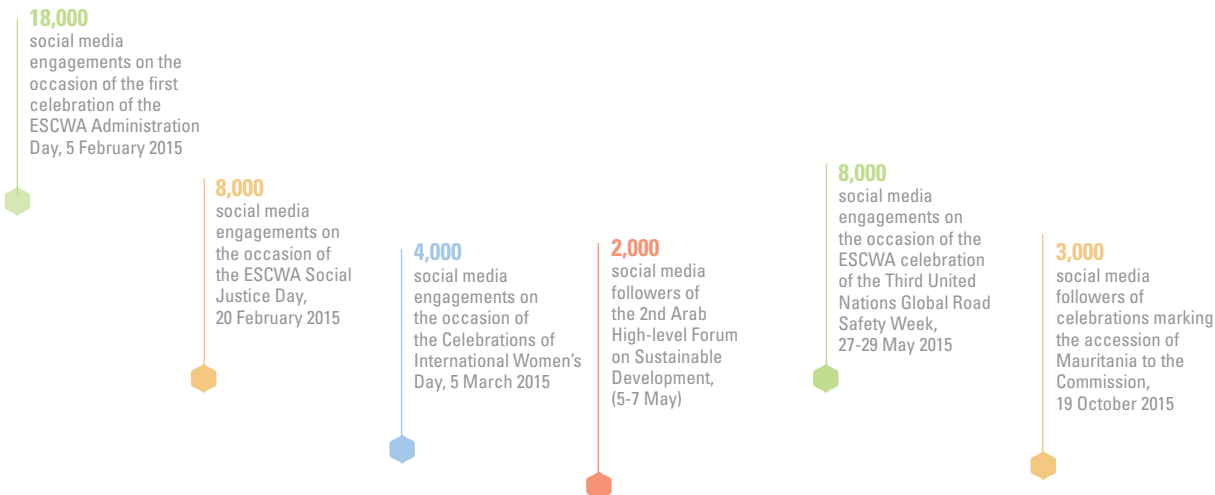 18,000
social media
engagements on the
occasion of the first
celebration of the
ESCWA Administration
Day, 5 February 2015
8,000
social media
engagements on
the occasion of
the ESCWA Social
Justice Day,
20 February 2015
4,000
social media
engagements on
the occasion of
the Celebrations of
International Women's
Day, 5 March 2015
2,000
social media
followers of
the 2nd Arab
High-level Forum
on Sustainable
Development,
(5-7 May)
8,000
social media
engagements on
the occasion of the
ESCWA celebration
of the Third United
Nations Global Road
Safety Week,
27-29 May 2015
3,000
social media
followers of
celebrations marking
the accession of
Mauritania to the
Commission,
19 October 2015